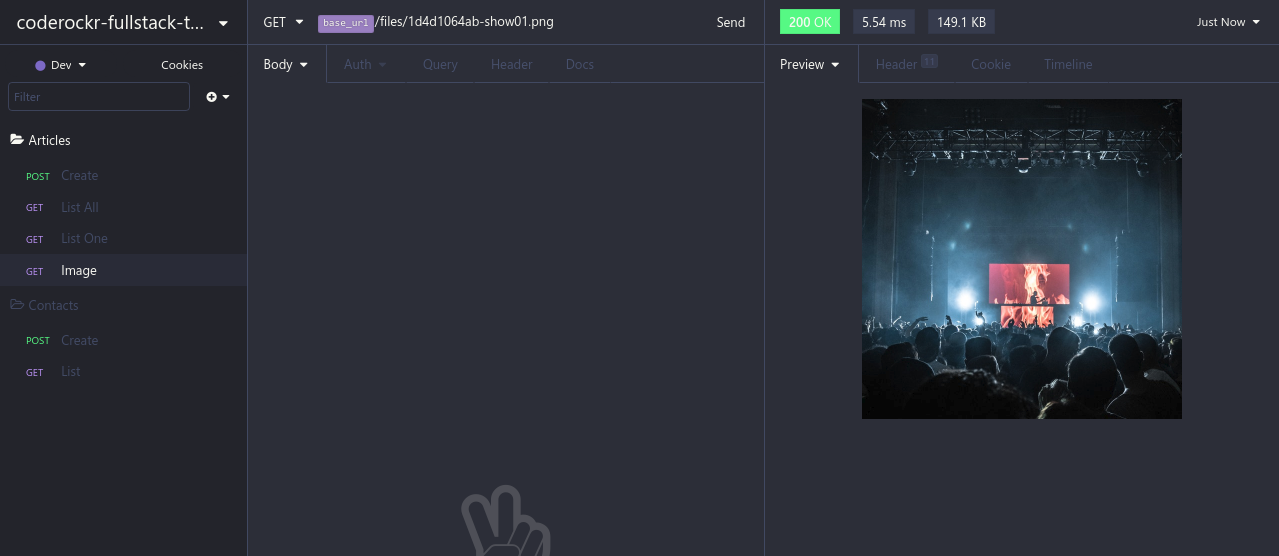 coderockr-fullstack-t...
GET
base_url/files/1d4d1064ab-show01.png
Send
200 OK
5.54 ms
149.1 KB
Just Now
Dev
Cookies
Filter
Articles
POST Create
GET List All
GET List One
GET Image
Contacts
POST Create
GET List
Body
Auth
Query
Header
Docs
Preview
Header 11
Cookie
Timeline